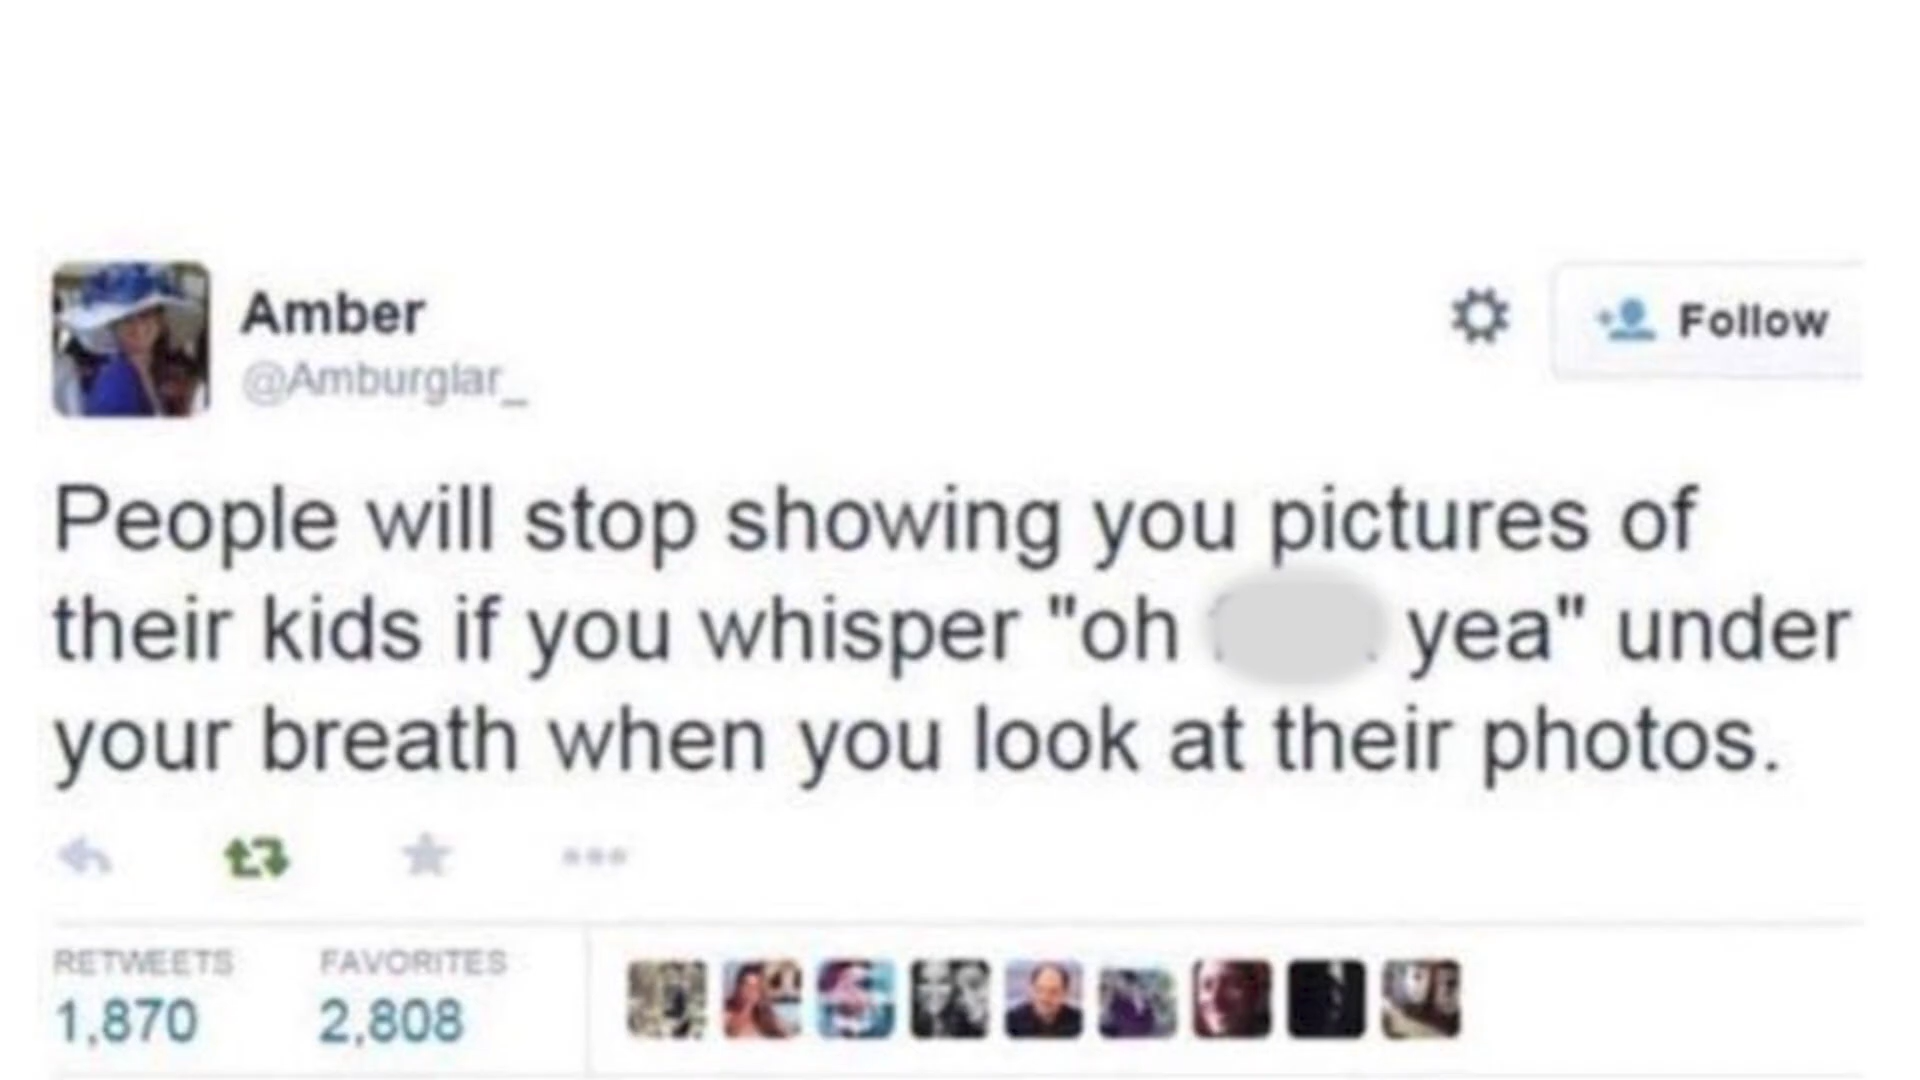 Amber
@Amburglar_
Follow
People will stop showing you pictures of
their kids if you whisper "oh yea" under
your breath when you look at their photos.
RETWEETS FAVORITES
1,870 2,808